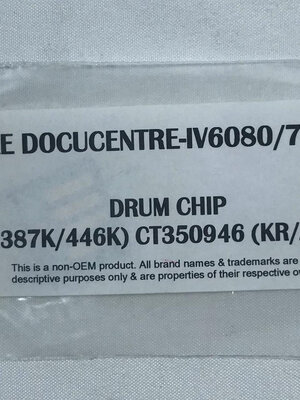 E DOCUCENTRE-IV6080/7
DRUM CHIP
387K/446K) CT350946 (KR/
This is a non-OEM product. All brand names & trademarks are
descriptive purposes only & are properties of their respective